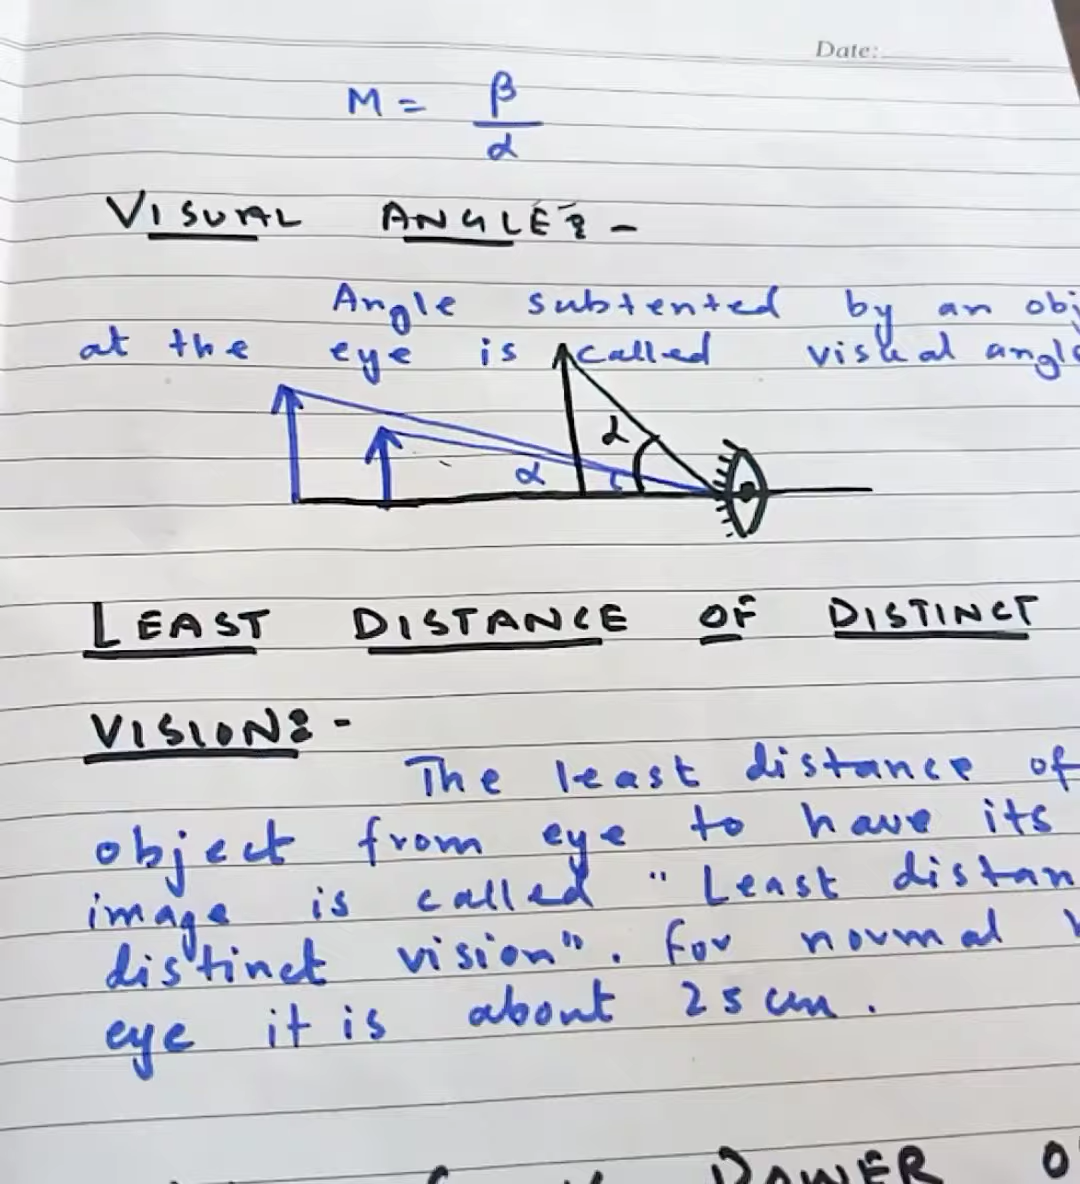 Date:
M = β
α
VISUAL ANGLE:-
Angle subtented by an obj
at the eye is called visual angle
α α
LEAST DISTANCE OF DISTINCT
VISION:-
The least distance of
object from eye to have its
image is called "Least distan
distinct vision". For normal
eye it is about 25 cm.
POWER O